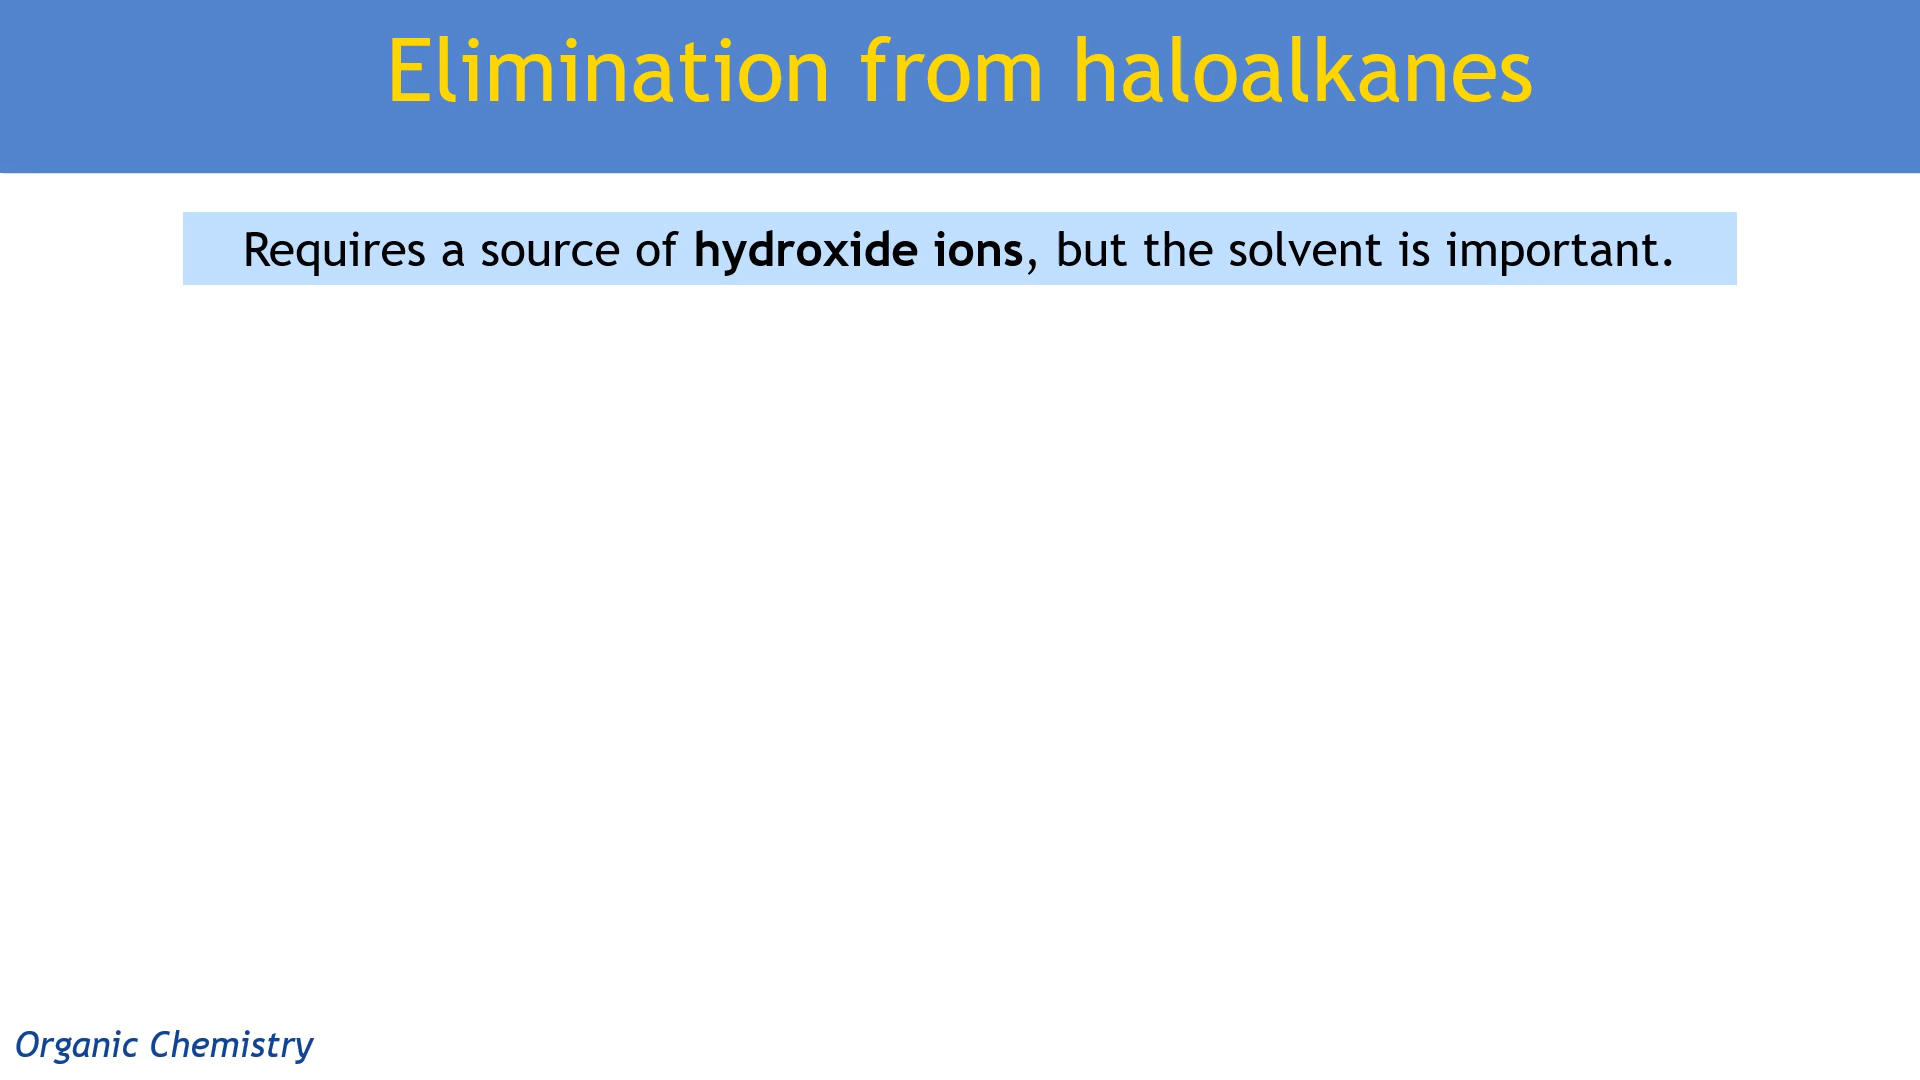 Elimination from haloalkanes
Requires a source of hydroxide ions, but the solvent is important.
Organic Chemistry